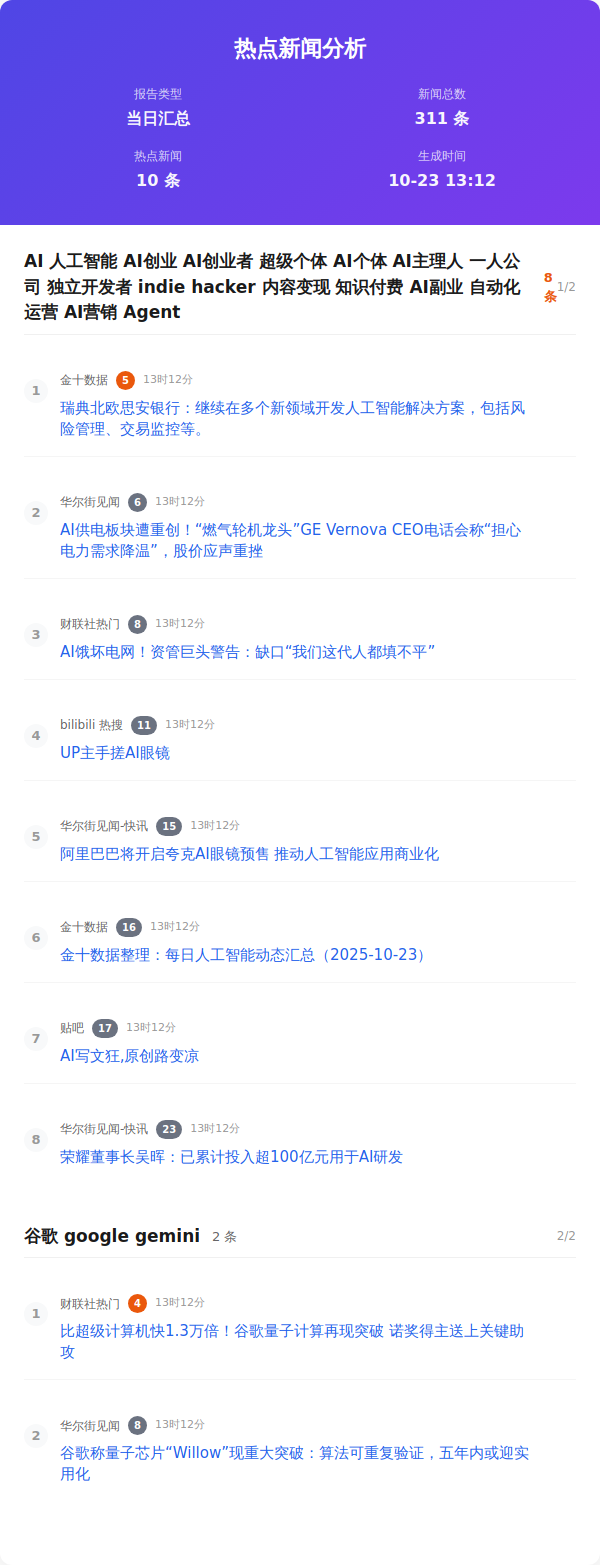 热点新闻分析
报告类型
新闻总数
当日汇总
311 条
热点新闻
生成时间
10 条
10-23 13:12
AI 人工智能 AI创业 AI创业者 超级个体 AI个体 AI主理人 一人公
司 独立开发者 indie hacker 内容变现 知识付费 AI副业 自动化
运营 AI营销 Agent
8
条
1/2
1
金十数据 5 13时12分
瑞典北欧思安银行：继续在多个新领域开发人工智能解决方案，包括风
险管理、交易监控等。
2
华尔街见闻 6 13时12分
AI供电板块遭重创！“燃气轮机龙头”GE Vernova CEO电话会称“担心
电力需求降温”，股价应声重挫
3
财联社热门 8 13时12分
AI饿坏电网！资管巨头警告：缺口“我们这代人都填不平”
4
bilibili 热搜 11 13时12分
UP主手搓AI眼镜
5
华尔街见闻-快讯 15 13时12分
阿里巴巴将开启夸克AI眼镜预售 推动人工智能应用商业化
6
金十数据 16 13时12分
金十数据整理：每日人工智能动态汇总（2025-10-23）
7
贴吧 17 13时12分
AI写文狂,原创路变凉
8
华尔街见闻-快讯 23 13时12分
荣耀董事长吴晖：已累计投入超100亿元用于AI研发
谷歌 google gemini 2 条
2/2
1
财联社热门 4 13时12分
比超级计算机快1.3万倍！谷歌量子计算再现突破 诺奖得主送上关键助
攻
2
华尔街见闻 8 13时12分
谷歌称量子芯片“Willow”现重大突破：算法可重复验证，五年内或迎实
用化